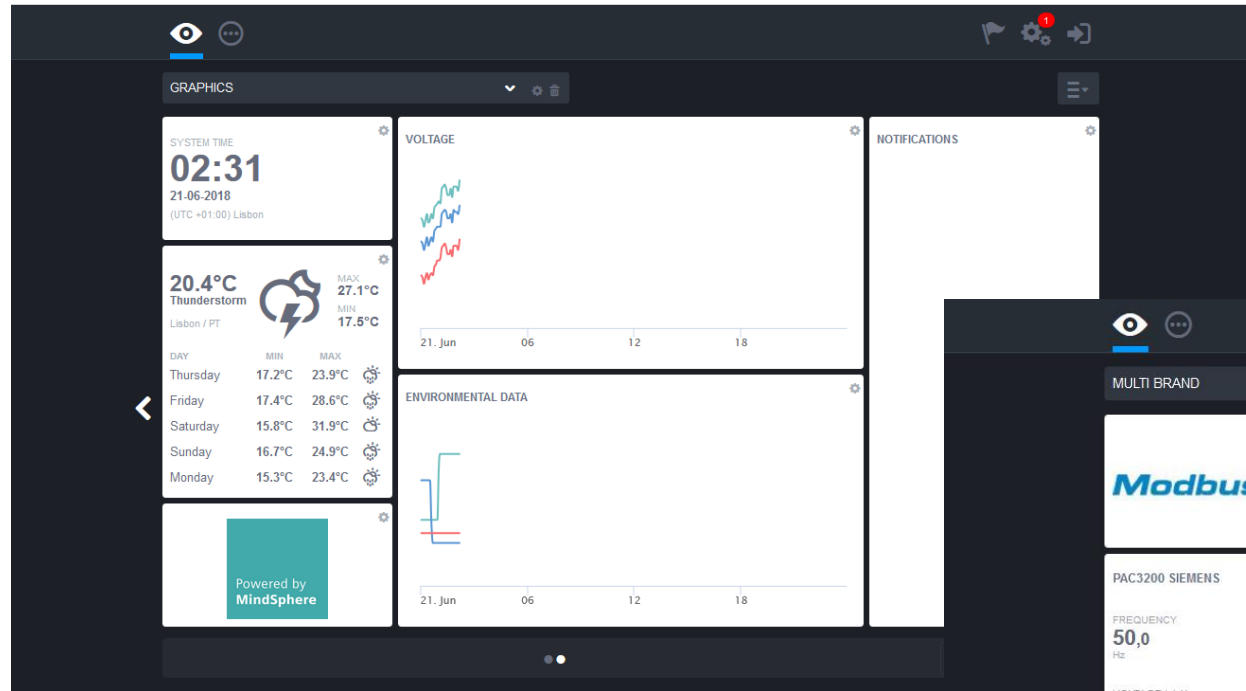 1
GRAPHICS
SYSTEM TIME
02:31
21-06-2018
(UTC +01:00) Lisbon
20.4°C
Thunderstorm
Lisbon / PT
MAX
27.1°C
MIN
17.5°C
DAY MIN MAX
Thursday 17.2°C 23.9°C
Friday 17.4°C 28.6°C
Saturday 15.8°C 31.9°C
Sunday 16.7°C 24.9°C
Monday 15.3°C 23.4°C
Powered by
MindSphere
VOLTAGE
21. Jun 06 12 18
ENVIRONMENTAL DATA
21. Jun 06 12 18
NOTIFICATIONS
MULTI BRAND
Modbus
PAC3200 SIEMENS
FREQUENCY
50,0
Hz